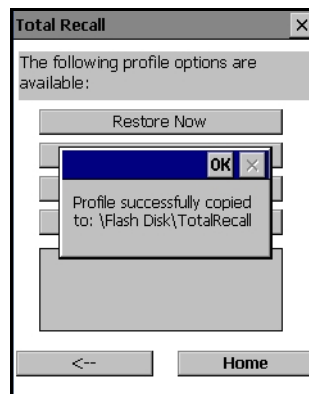 Total Recall
The following profile options are
available:
Restore Now
OK
Profile successfully copied
to: \Flash Disk\TotalRecall
<--
Home